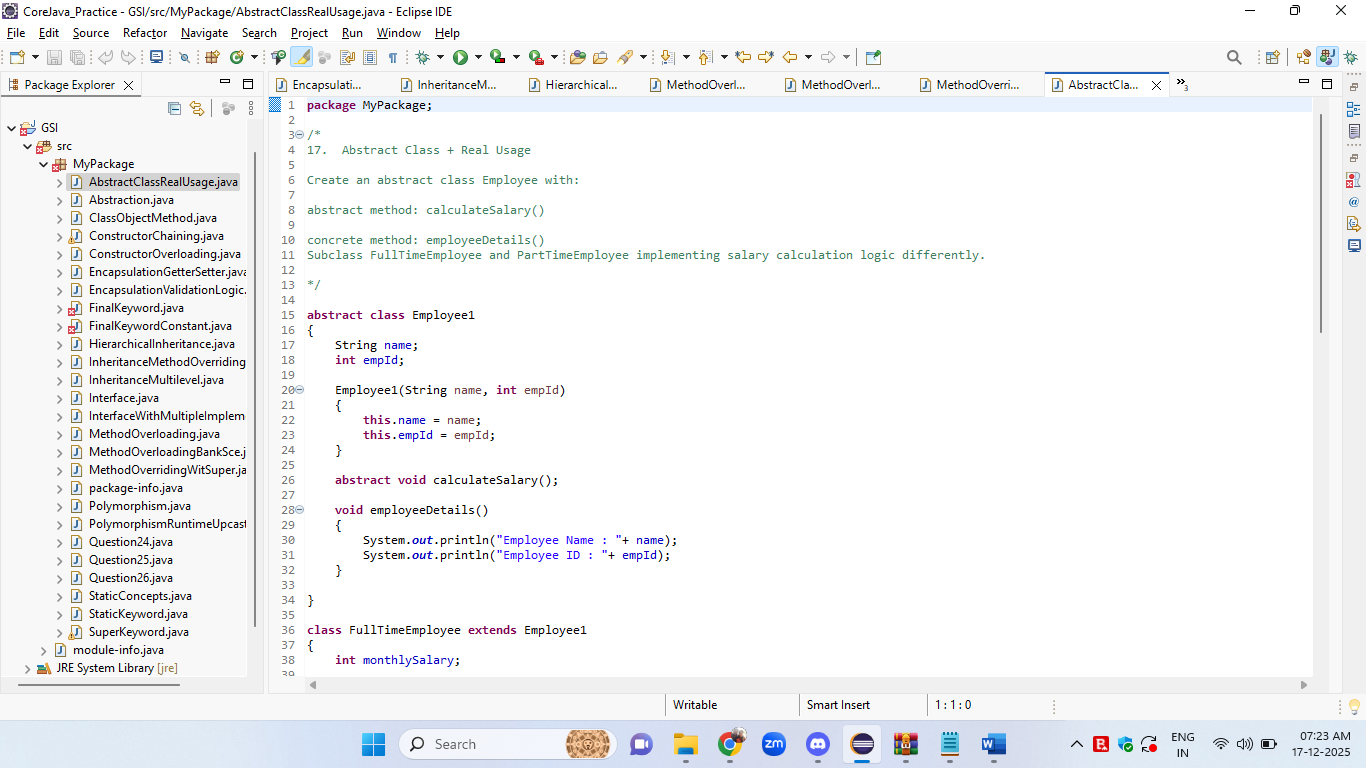 CoreJava_Practice - GSI/src/MyPackage/AbstractClassRealUsage.java - Eclipse IDE
File Edit Source Refactor Navigate Search Project Run Window Help
Package Explorer
Encapsulati... InheritanceM... Hierarchical... MethodOverl... MethodOverl... MethodOverri... AbstractCla... 3
GSI
src
MyPackage
AbstractClassRealUsage.java
Abstraction.java
ClassObjectMethod.java
ConstructorChaining.java
ConstructorOverloading.java
EncapsulationGetterSetter.java
EncapsulationValidationLogic.
FinalKeyword.java
FinalKeywordConstant.java
HierarchicalInheritance.java
InheritanceMethodOverriding
InheritanceMultilevel.java
Interface.java
InterfaceWithMultipleImplem
MethodOverloading.java
MethodOverloadingBankSce.j
MethodOverridingWitSuper.ja
package-info.java
Polymorphism.java
PolymorphismRuntimeUpcast
Question24.java
Question25.java
Question26.java
StaticConcepts.java
StaticKeyword.java
SuperKeyword.java
module-info.java
JRE System Library [jre]
1 package MyPackage;
2
3 /*
4 17. Abstract Class + Real Usage
5
6 Create an abstract class Employee with:
7
8 abstract method: calculateSalary()
9
10 concrete method: employeeDetails()
11 Subclass FullTimeEmployee and PartTimeEmployee implementing salary calculation logic differently.
12
13 */
14
15 abstract class Employee1
16 {
17 String name;
18 int empId;
19
20 Employee1(String name, int empId)
21 {
22 this.name = name;
23 this.empId = empId;
24 }
25
26 abstract void calculateSalary();
27
28 void employeeDetails()
29 {
30 System.out.println("Employee Name : "+ name);
31 System.out.println("Employee ID : "+ empId);
32 }
33
34 }
35
36 class FullTimeEmployee extends Employee1
37 {
38 int monthlySalary;
39
Writable Smart Insert 1 : 1 : 0
Search
zm
ENG
IN
07:23 AM
17-12-2025